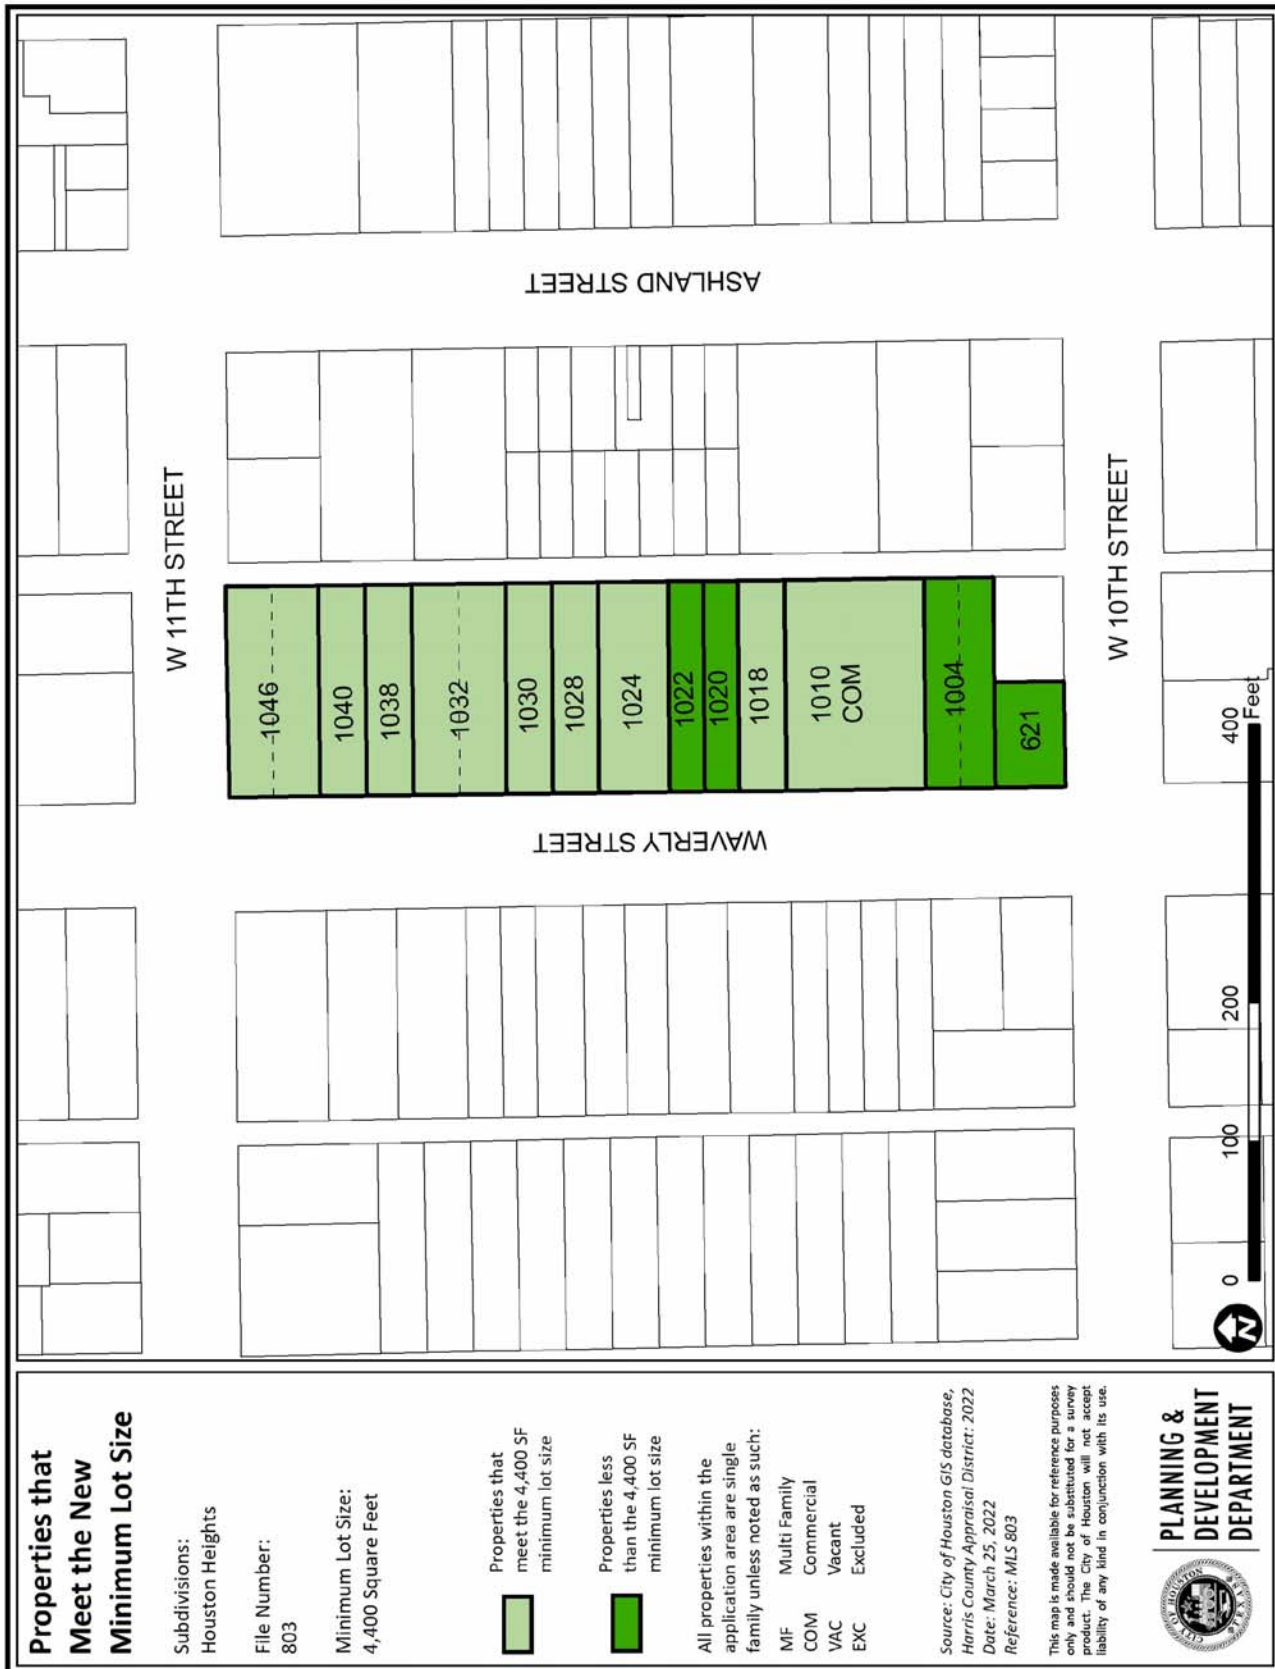 Properties that
Meet the New
Minimum Lot Size
Subdivisions:
Houston Heights
File Number:
803
Minimum Lot Size:
4,400 Square Feet
Properties that
meet the 4,400 SF
minimum lot size
Properties less
than the 4,400 SF
minimum lot size
All properties within the
application area are single
family unless noted as such:
MF Multi Family
COM Commercial
VAC Vacant
EXC Excluded
Source: City of Houston GIS database,
Harris County Appraisal District: 2022
Date: March 25, 2022
Reference: MLS 803
This map is made available for reference purposes
only and should not be substituted for a survey
product. The City of Houston will not accept
liability of any kind in conjunction with its use.
CITY OF HOUSTON
TEXAS
PLANNING &
DEVELOPMENT
DEPARTMENT
W 11TH STREET
WAVERLY STREET
ASHLAND STREET
1046
1040
1038
1032
1030
1028
1024
1022
1020
1018
1010
COM
1004
621
W 10TH STREET
N
0 100 200 400
Feet